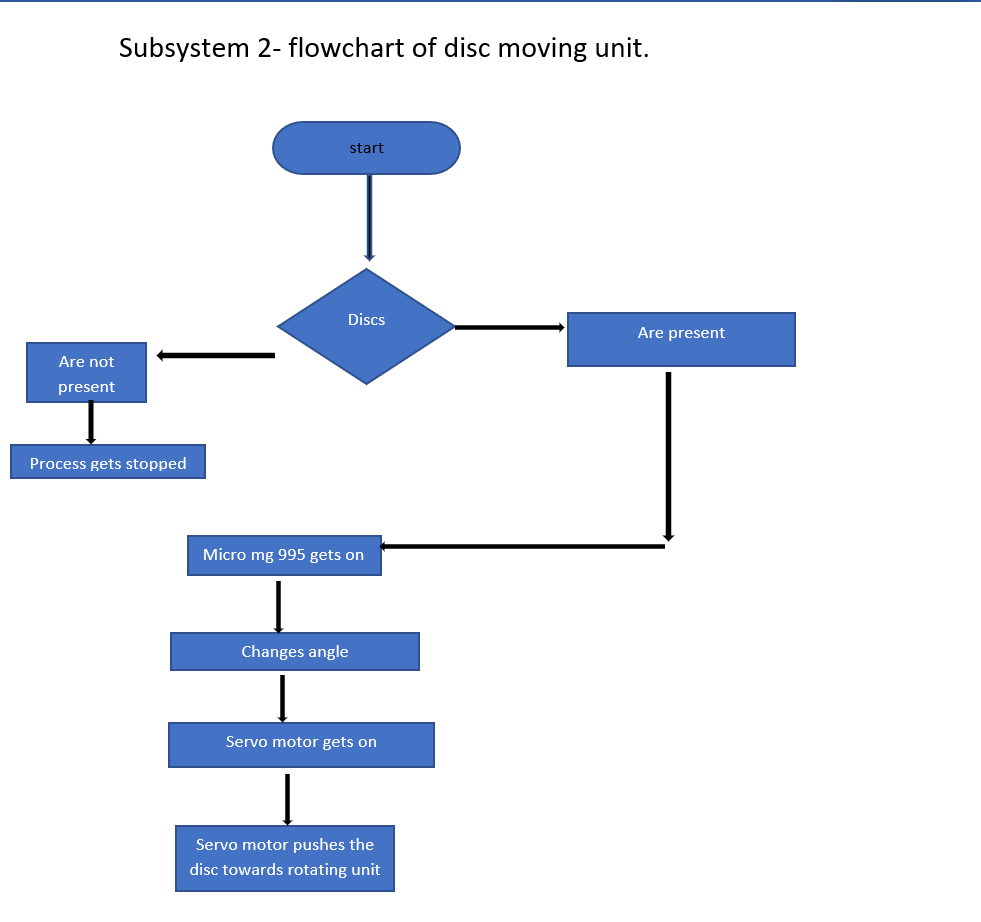 Subsystem 2- flowchart of disc moving unit.
start
Discs
Are present
Are not
present
Process gets stopped
Micro mg 995 gets on
Changes angle
Servo motor gets on
Servo motor pushes the
disc towards rotating unit